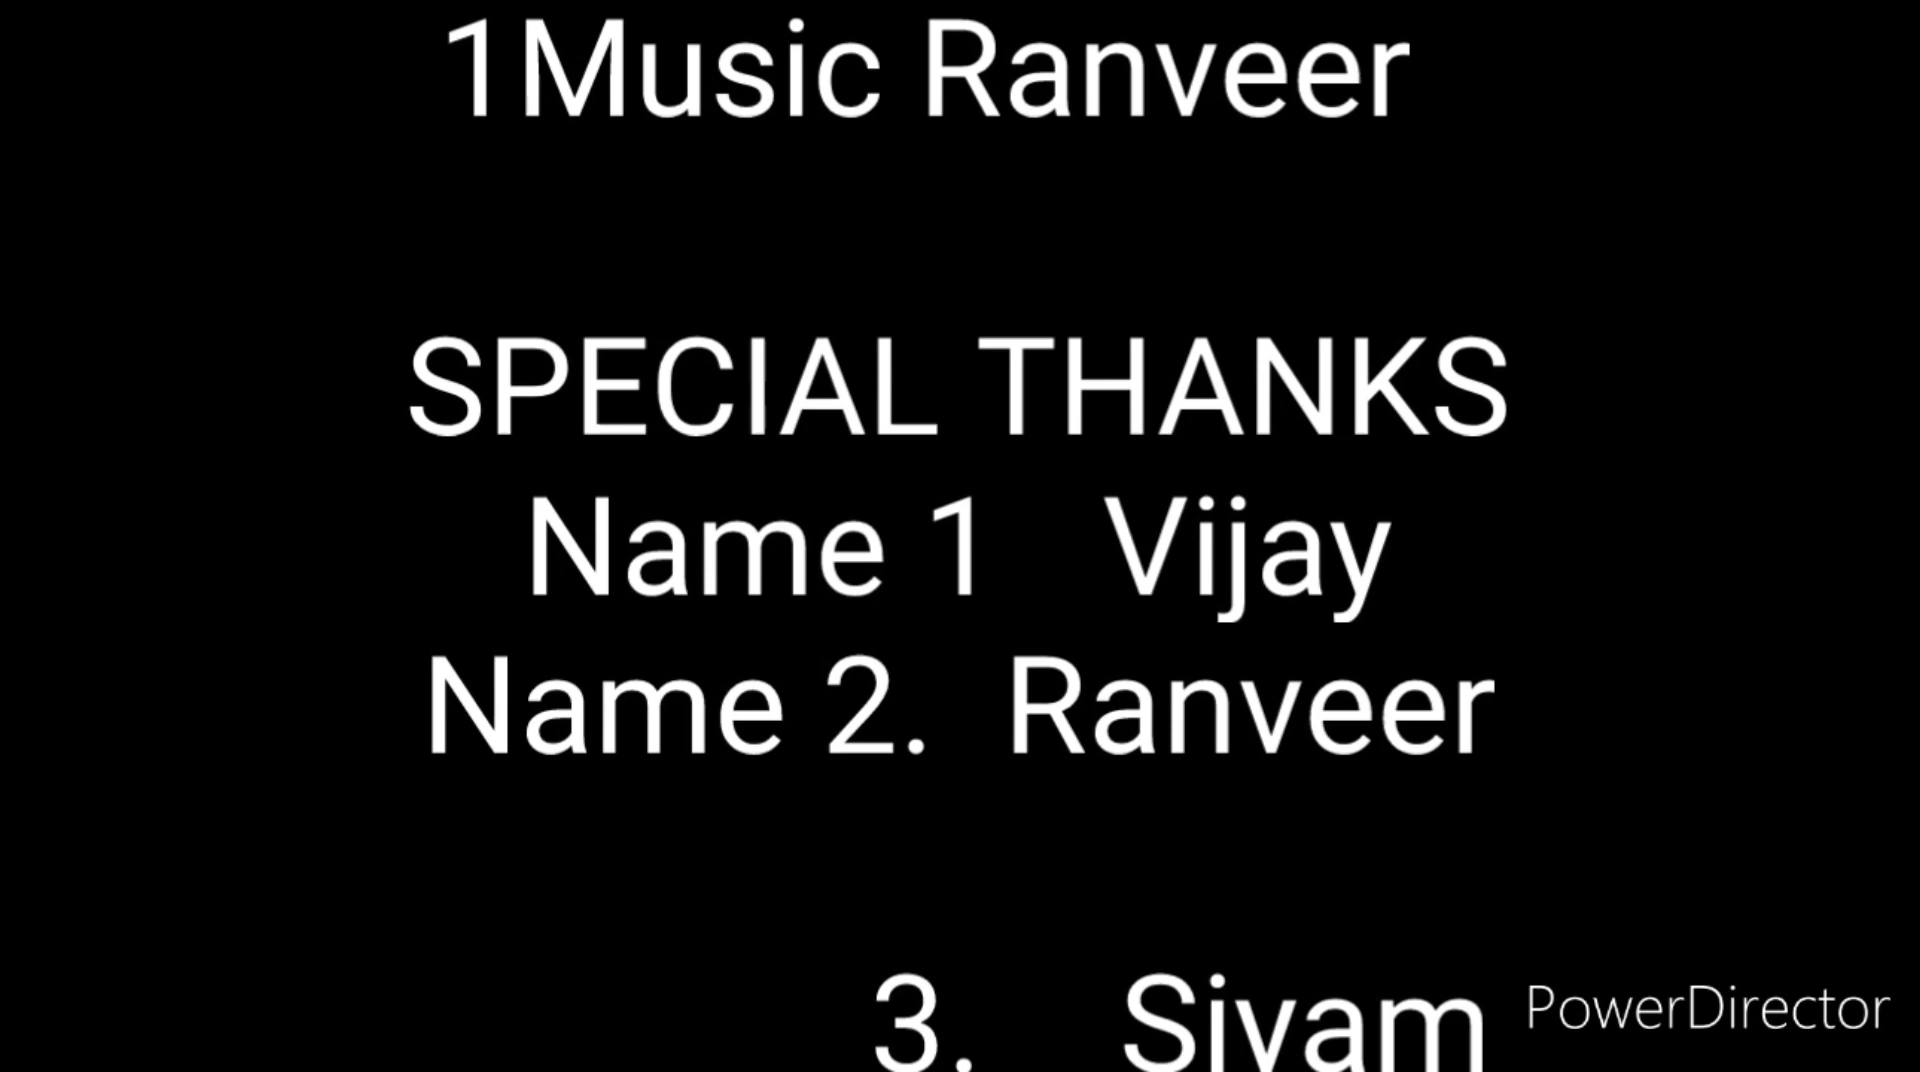 1Music Ranveer
SPECIAL THANKS
Name 1 Vijay
Name 2. Ranveer
3. Sivam
PowerDirector